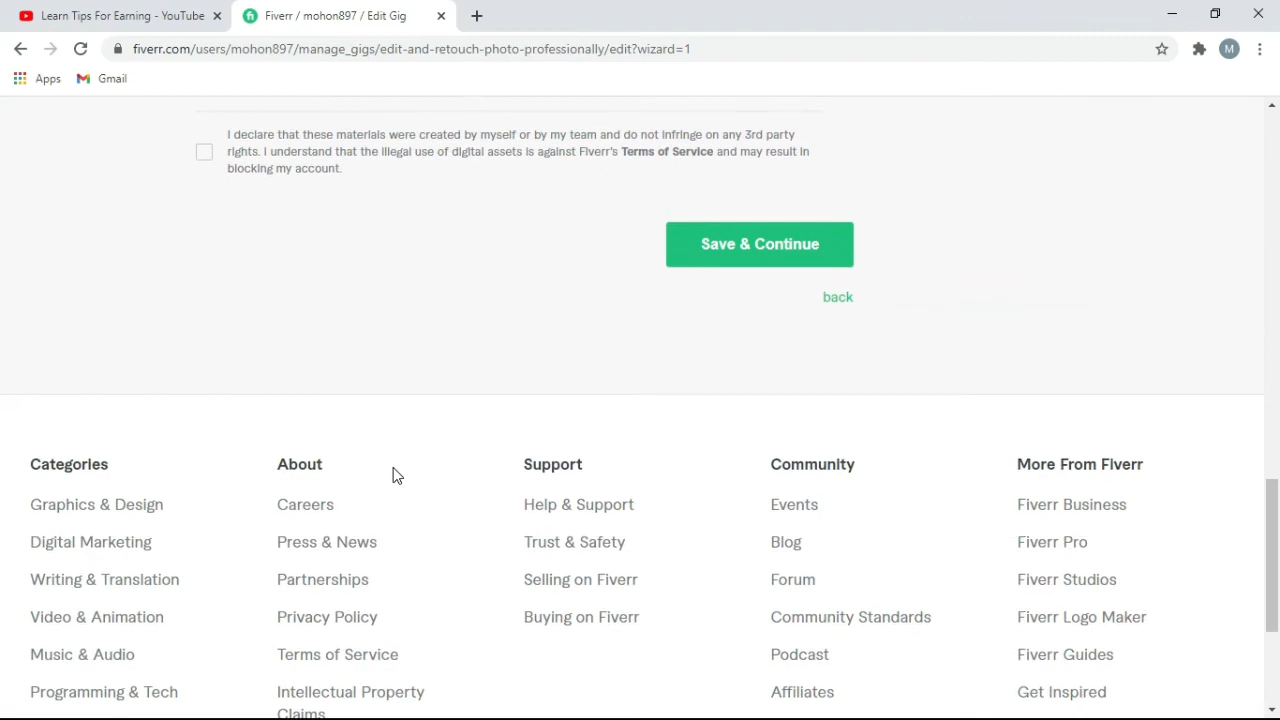 Learn Tips For Earning - YouTube
Fiverr / mohon897 / Edit Gig
fiverr.com/users/mohon897/manage_gigs/edit-and-retouch-photo-professionally/edit?wizard=1
M
Apps
Gmail
I declare that these materials were created by myself or by my team and do not infringe on any 3rd party
rights. I understand that the illegal use of digital assets is against Fiverr's Terms of Service and may result in
blocking my account.
Save & Continue
back
Categories
Graphics & Design
Digital Marketing
Writing & Translation
Video & Animation
Music & Audio
Programming & Tech
About
Careers
Press & News
Partnerships
Privacy Policy
Terms of Service
Intellectual Property
Claims
Support
Help & Support
Trust & Safety
Selling on Fiverr
Buying on Fiverr
Community
Events
Blog
Forum
Community Standards
Podcast
Affiliates
More From Fiverr
Fiverr Business
Fiverr Pro
Fiverr Studios
Fiverr Logo Maker
Fiverr Guides
Get Inspired